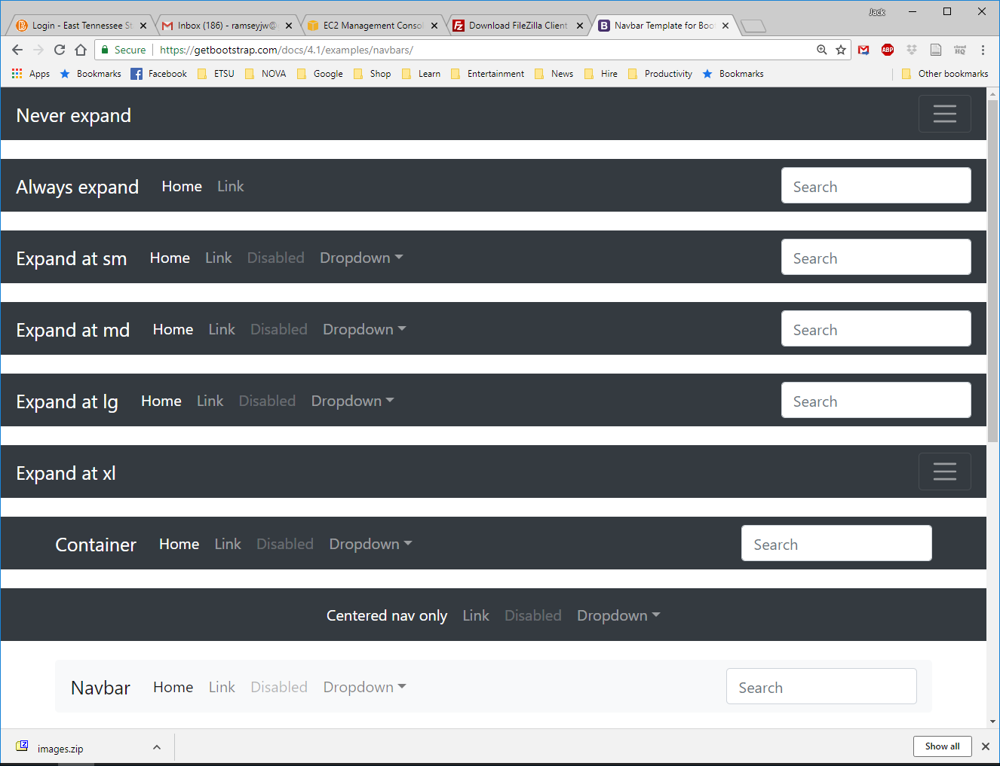 Jack
Login - East Tennessee St
Inbox (186) - ramseyjw@
EC2 Management Consol
Download FileZilla Client
Navbar Template for Boo
Secure https://getbootstrap.com/docs/4.1/examples/navbars/
ABP
cloud HQ
Apps Bookmarks Facebook ETSU NOVA Google Shop Learn Entertainment News Hire Productivity Bookmarks Other bookmarks
Never expand
Always expand Home Link Search
Expand at sm Home Link Disabled Dropdown Search
Expand at md Home Link Disabled Dropdown Search
Expand at lg Home Link Disabled Dropdown Search
Expand at xl
Container Home Link Disabled Dropdown Search
Centered nav only Link Disabled Dropdown
Navbar Home Link Disabled Dropdown Search
images.zip Show all